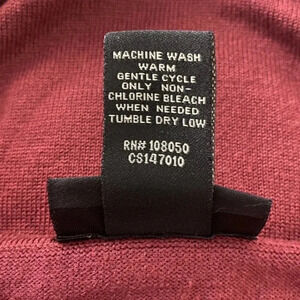 MACHINE WASH
WARM
GENTLE CYCLE
ONLY NON-
CHLORINE BLEACH
WHEN NEEDED
TUMBLE DRY LOW
RN# 108050
CS147010